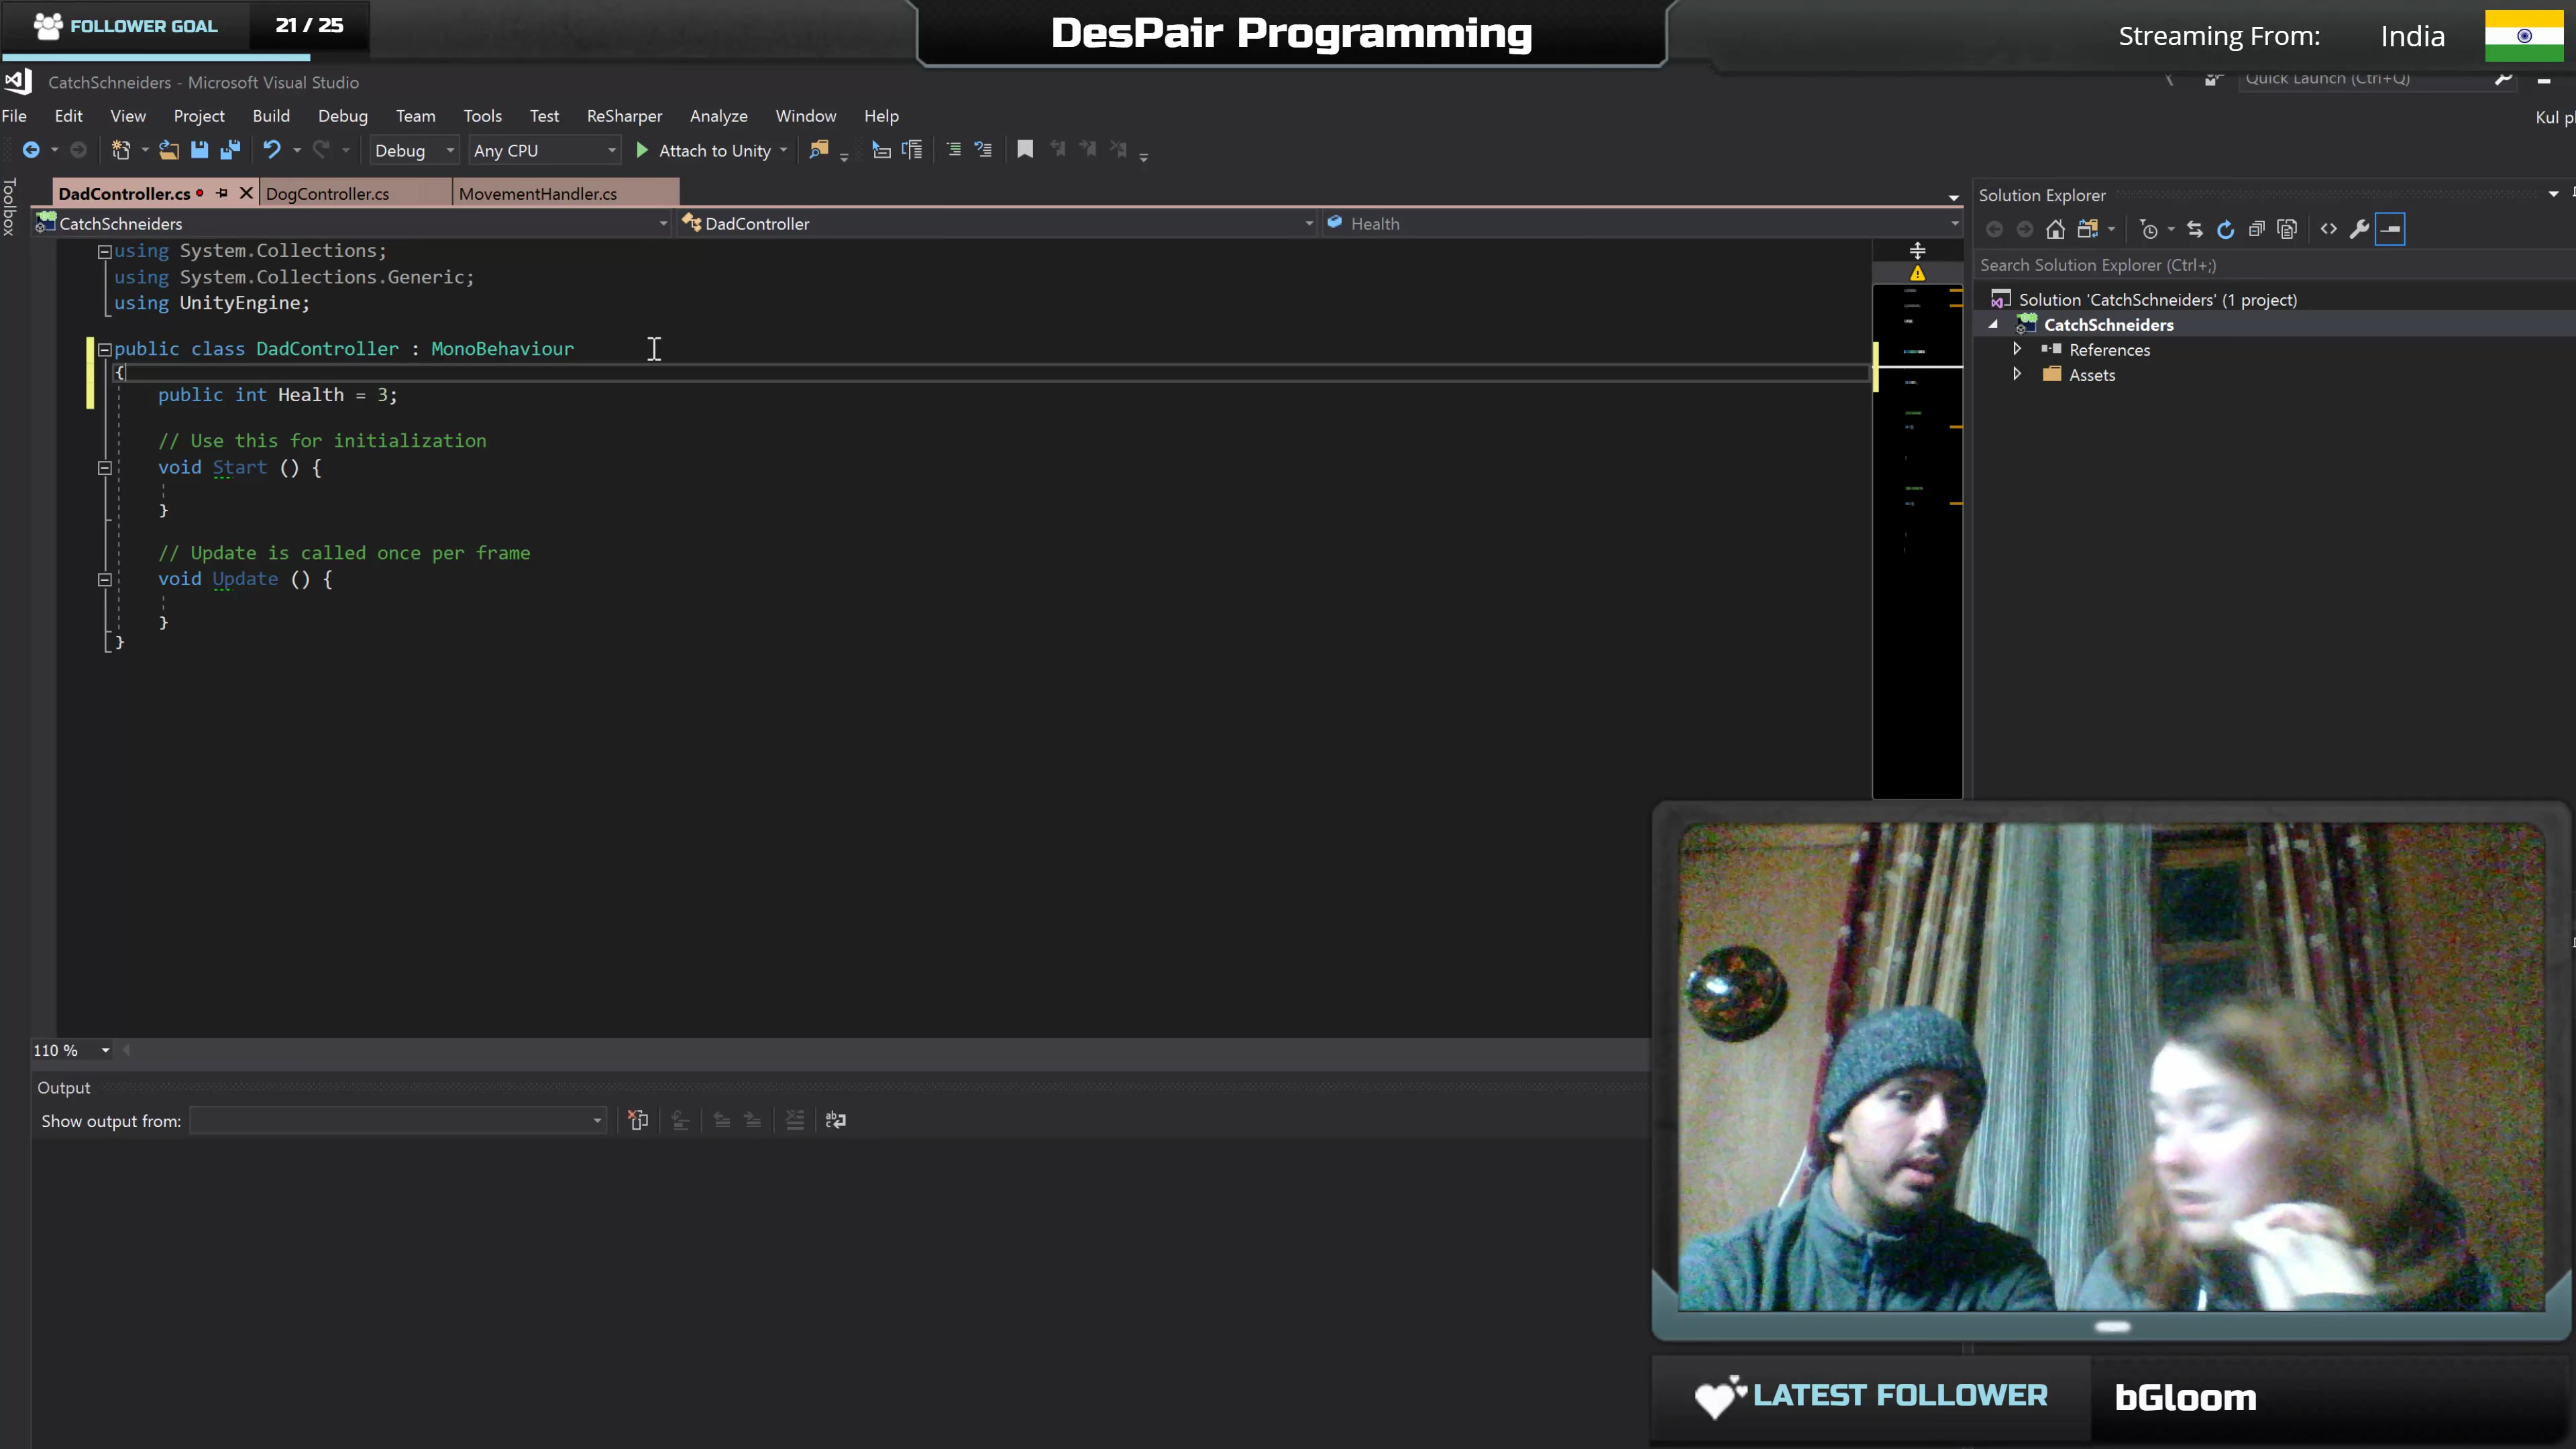 FOLLOWER GOAL 21 / 25
DesPair Programming
Streaming From: India
CatchSchneiders - Microsoft Visual Studio
Quick Launch (Ctrl+Q)
File Edit View Project Build Debug Team Tools Test ReSharper Analyze Window Help
Kul p
Debug Any CPU Attach to Unity
Toolbox
DadController.cs DogController.cs MovementHandler.cs
CatchSchneiders DadController Health
using System.Collections;
using System.Collections.Generic;
using UnityEngine;
public class DadController : MonoBehaviour
{
public int Health = 3;
// Use this for initialization
void Start () {
}
// Update is called once per frame
void Update () {
}
}
Solution Explorer
Search Solution Explorer (Ctrl+;)
Solution 'CatchSchneiders' (1 project)
CatchSchneiders
References
Assets
110 %
Output
Show output from:
LATEST FOLLOWER bGloom